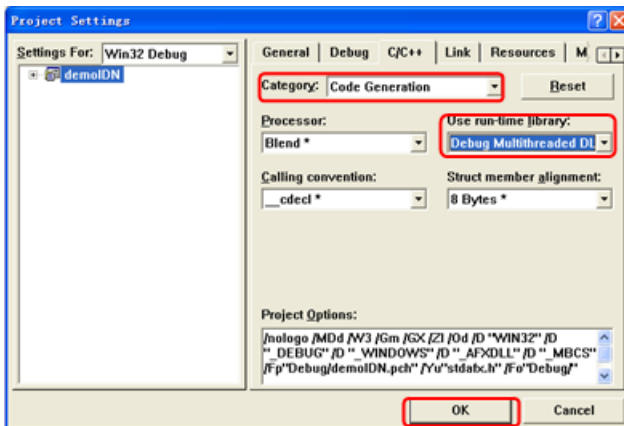 Project Settings
Settings For: Win32 Debug
demoIDN
General Debug C/C++ Link Resources M
Category: Code Generation
Reset
Processor:
Use run-time library:
Blend *
Debug Multithreaded DL
Calling convention:
Struct member alignment:
__cdecl *
8 Bytes *
Project Options:
/nologo /MDd /W3 /Gm /GX /ZI /Od /D "WIN32" /D
"_DEBUG" /D "_WINDOWS" /D "_AFXDLL" /D "_MBCS"
/Fp"Debug/demoIDN.pch" /Yu"stdafx.h" /Fo"Debug/"
OK
Cancel